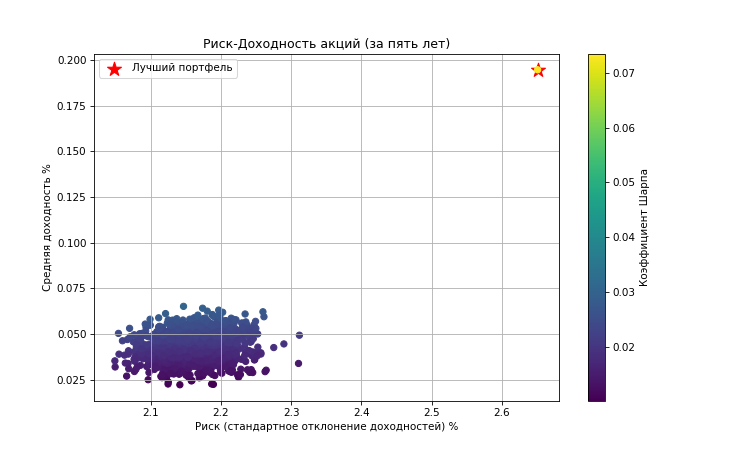 Риск-Доходность акций (за пять лет)
Лучший портфель
Средняя доходность %
0.200
0.175
0.150
0.125
0.100
0.075
0.050
0.025
2.1 2.2 2.3 2.4 2.5 2.6
Риск (стандартное отклонение доходностей) %
0.07
0.06
0.05
0.04
0.03
0.02
Коэффициент Шарпа